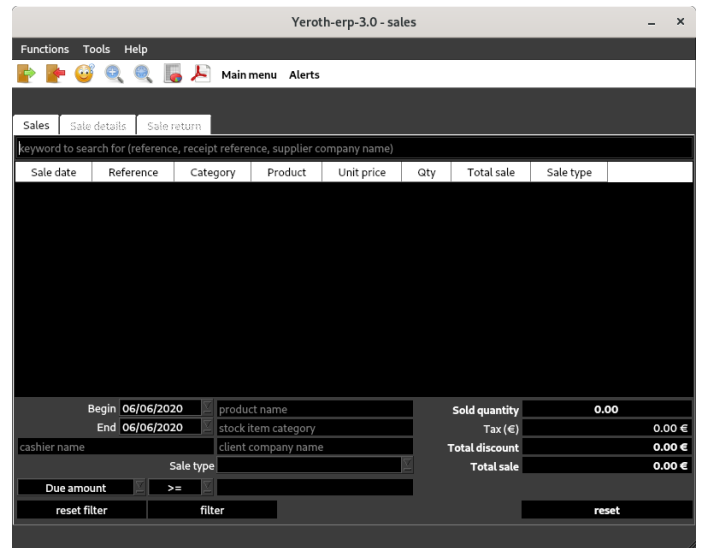 Yeroth-erp-3.0 - sales
Functions Tools Help
Main menu Alerts
Sales Sale details Sale return
keyword to search for (reference, receipt reference, supplier company name)
Sale date Reference Category Product Unit price Qty Total sale Sale type
Begin 06/06/2020 product name Sold quantity 0.00
End 06/06/2020 stock item category Tax (€) 0.00 €
cashier name client company name Total discount 0.00 €
Sale type Total sale 0.00 €
Due amount >=
reset filter filter reset